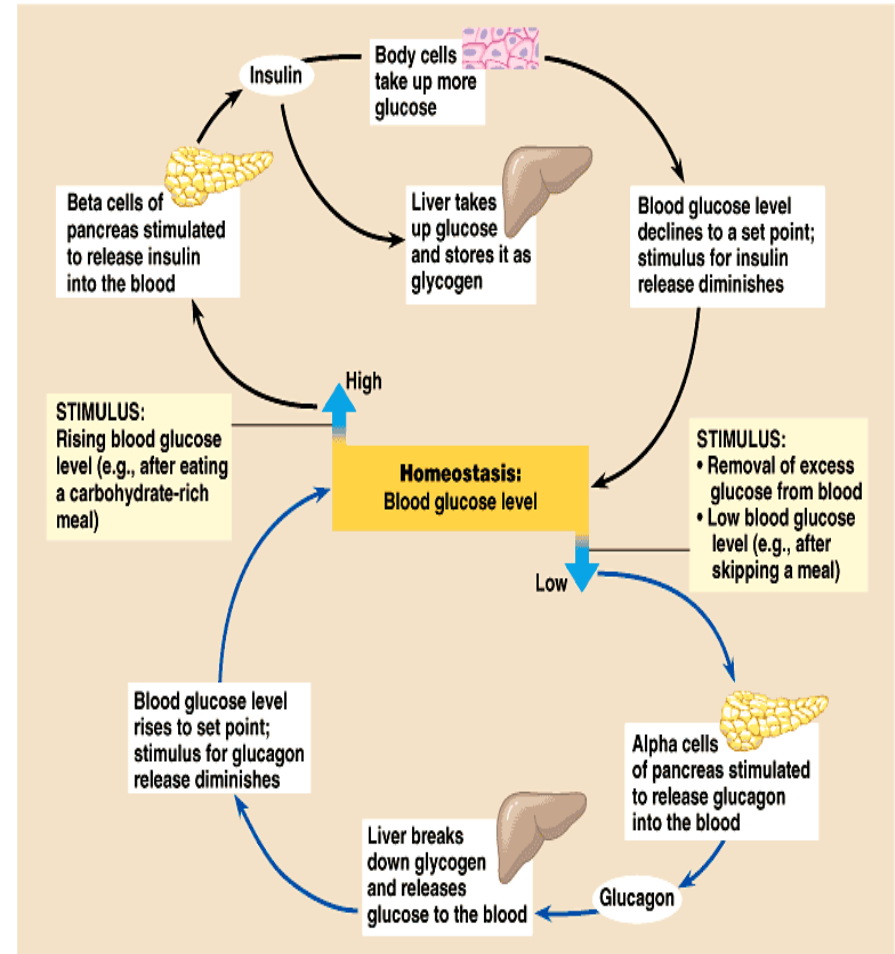 Insulin
Body cells
take up more
glucose
Beta cells of
pancreas stimulated
to release insulin
into the blood
Liver takes
up glucose
and stores it as
glycogen
Blood glucose level
declines to a set point;
stimulus for insulin
release diminishes
High
STIMULUS:
Rising blood glucose
level (e.g., after eating
a carbohydrate-rich
meal)
Homeostasis:
Blood glucose level
STIMULUS:
• Removal of excess
glucose from blood
• Low blood glucose
level (e.g., after
skipping a meal)
Low
Blood glucose level
rises to set point;
stimulus for glucagon
release diminishes
Alpha cells
of pancreas stimulated
to release glucagon
into the blood
Liver breaks
down glycogen
and releases
glucose to the blood
Glucagon